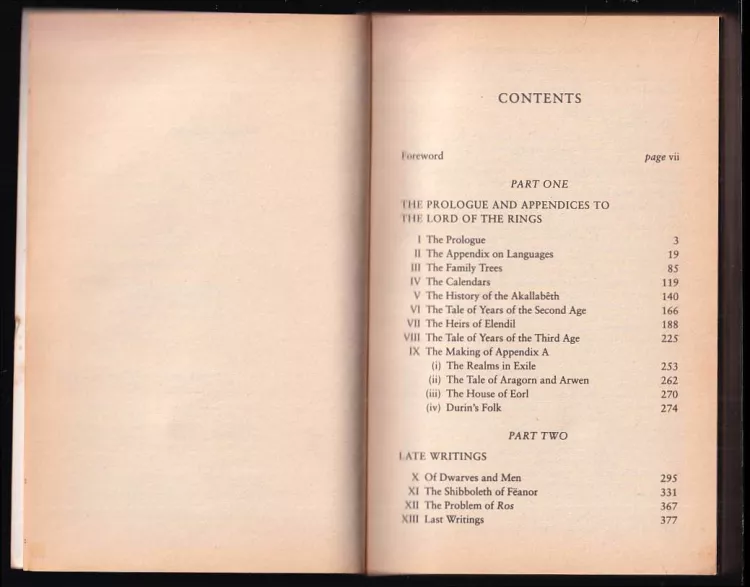 CONTENTS
Foreword page vii
PART ONE
THE PROLOGUE AND APPENDICES TO
THE LORD OF THE RINGS
I The Prologue 3
II The Appendix on Languages 19
III The Family Trees 85
IV The Calendars 119
V The History of the Akallabêth 140
VI The Tale of Years of the Second Age 166
VII The Heirs of Elendil 188
VIII The Tale of Years of the Third Age 225
IX The Making of Appendix A
(i) The Realms in Exile 253
(ii) The Tale of Aragorn and Arwen 262
(iii) The House of Eorl 270
(iv) Durin's Folk 274
PART TWO
LATE WRITINGS
X Of Dwarves and Men 295
XI The Shibboleth of Fëanor 331
XII The Problem of Ros 367
XIII Last Writings 377